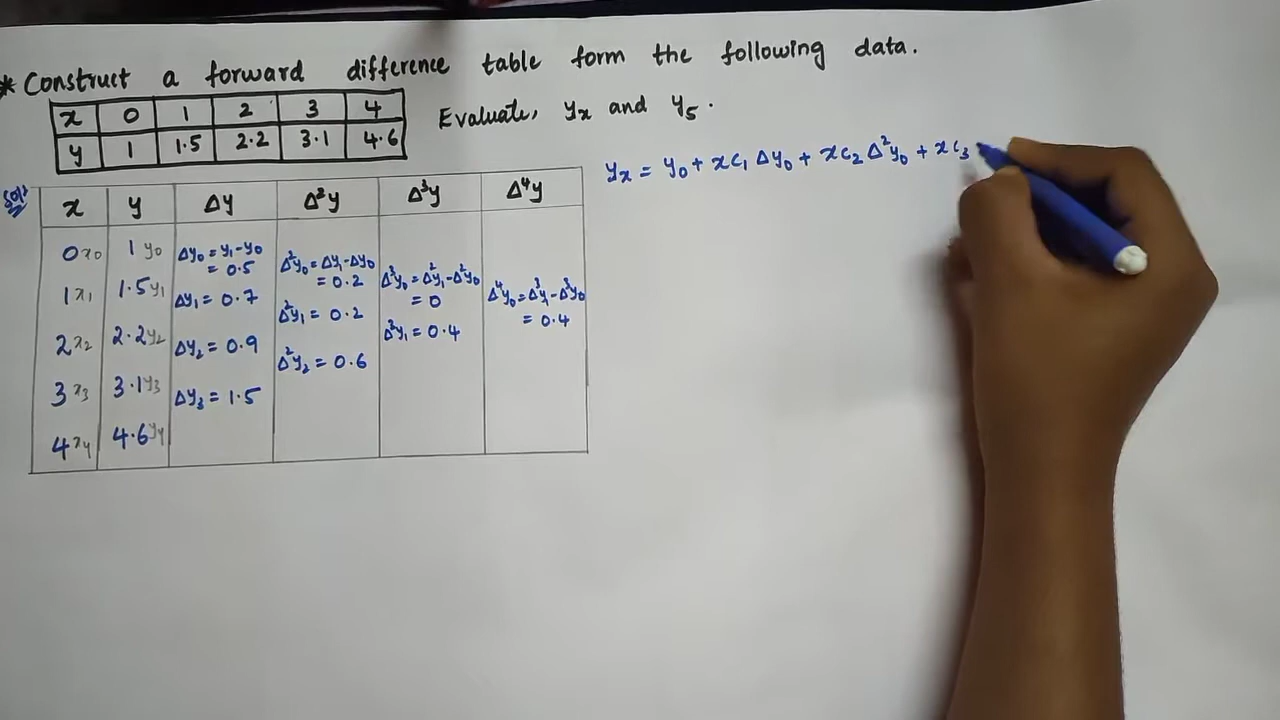 * Construct a forward difference table form the following data.
x 0 1 2 3 4
y 1 1.5 2.2 3.1 4.6
Evaluate, yₓ and y₅.
yₓ = y₀ + xc₁ Δy₀ + xc₂ Δ²y₀ + xc₃
Solⁿ
x y Δy Δ²y Δ³y Δ⁴y
0 x₀ 1 y₀ Δy₀ = y₁-y₀ = 0.5 Δ²y₀ = Δy₁-Δy₀ = 0.2 Δ³y₀ = Δ²y₁-Δ²y₀ = 0 Δ⁴y₀ = Δ³y₁-Δ³y₀ = 0.4
1 x₁ 1.5 y₁ Δy₁ = 0.7 Δ²y₁ = 0.2 Δ³y₁ = 0.4
2 x₂ 2.2 y₂ Δy₂ = 0.9 Δ²y₂ = 0.6
3 x₃ 3.1 y₃ Δy₃ = 1.5
4 x₄ 4.6 y₄